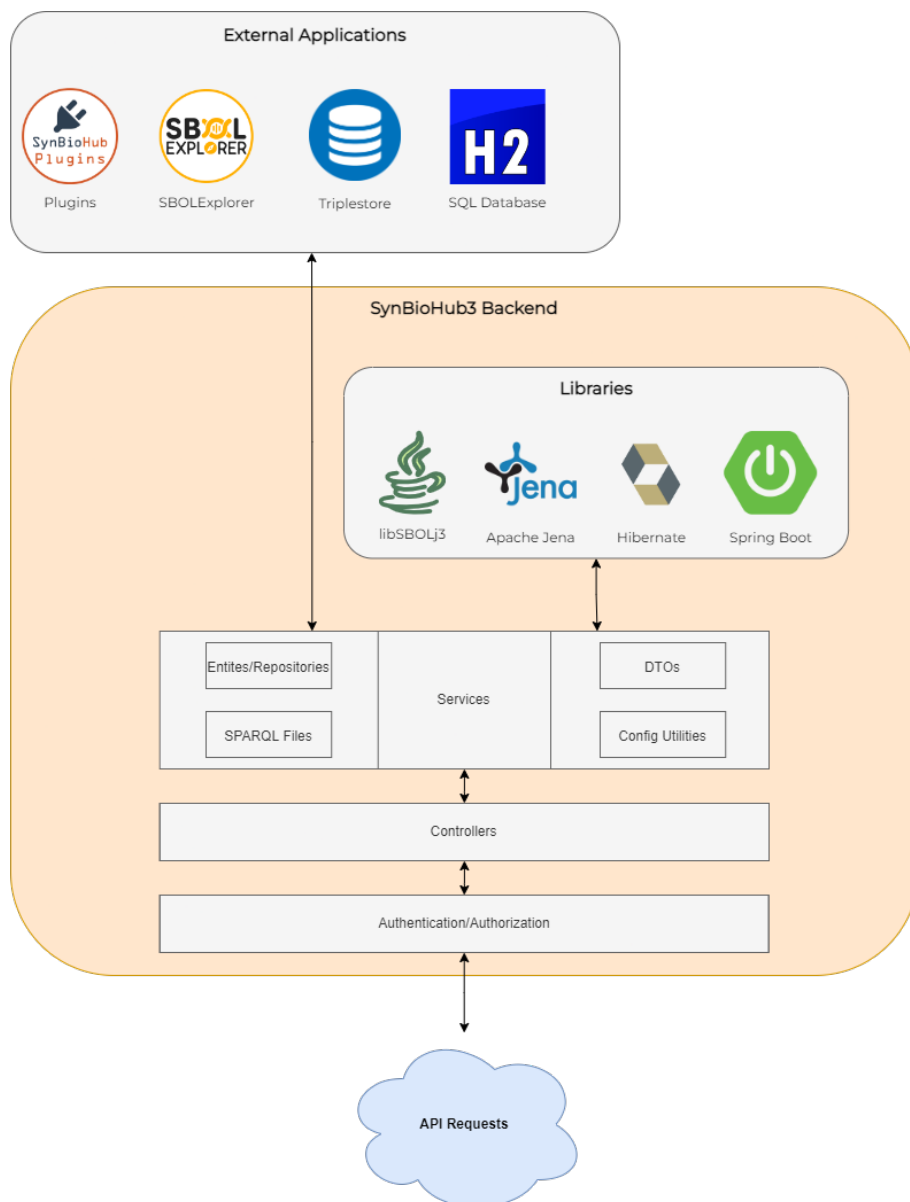 External Applications
SynBioHub
Plugins
SBOL
EXPLORER
H2
Plugins
SBOLExplorer
Triplestore
SQL Database
SynBioHub3 Backend
Libraries
Jena
libSBOLj3
Apache Jena
Hibernate
Spring Boot
Entites/Repositories
SPARQL Files
Services
DTOs
Config Utilities
Controllers
Authentication/Authorization
API Requests